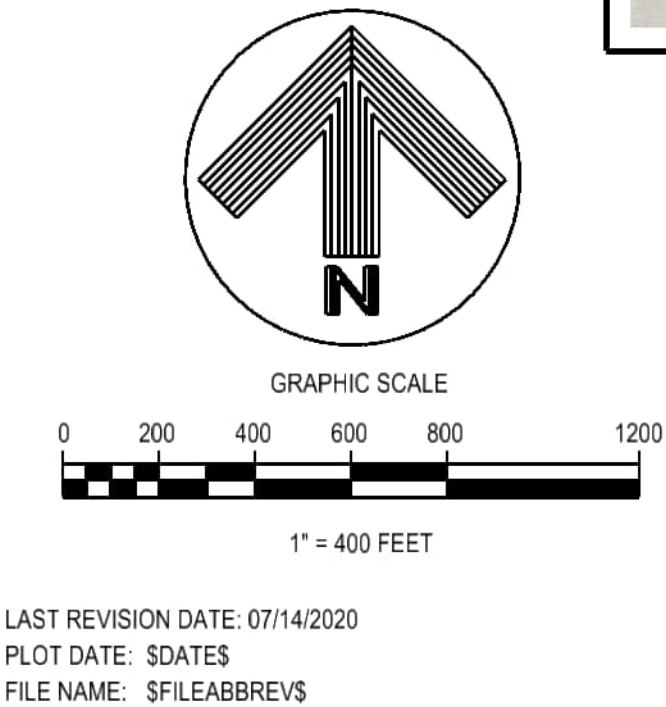 N
GRAPHIC SCALE
0 200 400 600 800 1200
1" = 400 FEET
LAST REVISION DATE: 07/14/2020
PLOT DATE: $DATE$
FILE NAME: $FILEABBREV$